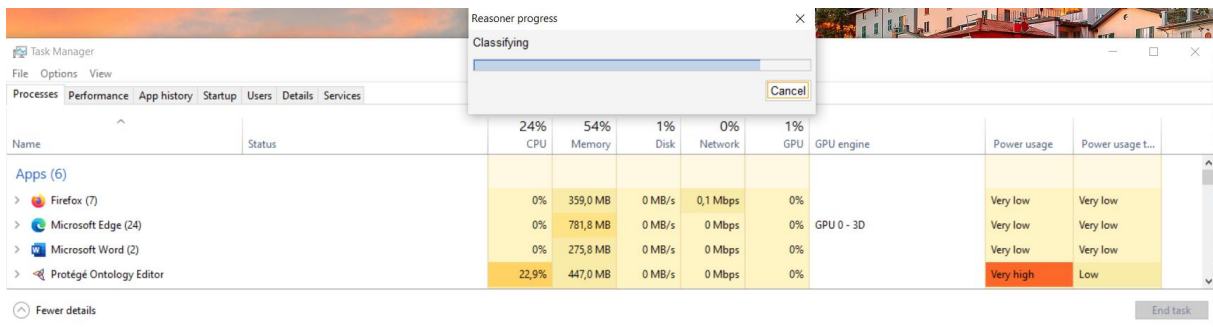 Reasoner progress
Classifying
Cancel
Task Manager
File Options View
Processes Performance App history Startup Users Details Services
24% 54% 1% 0% 1%
Name Status CPU Memory Disk Network GPU GPU engine Power usage Power usage t...
Apps (6)
Firefox (7) 0% 359,0 MB 0 MB/s 0,1 Mbps 0% Very low Very low
Microsoft Edge (24) 0% 781,8 MB 0 MB/s 0 Mbps 0% GPU 0 - 3D Very low Very low
Microsoft Word (2) 0% 275,8 MB 0 MB/s 0 Mbps 0% Very low Very low
Protégé Ontology Editor 22,9% 447,0 MB 0 MB/s 0 Mbps 0% Very high Low
Fewer details End task